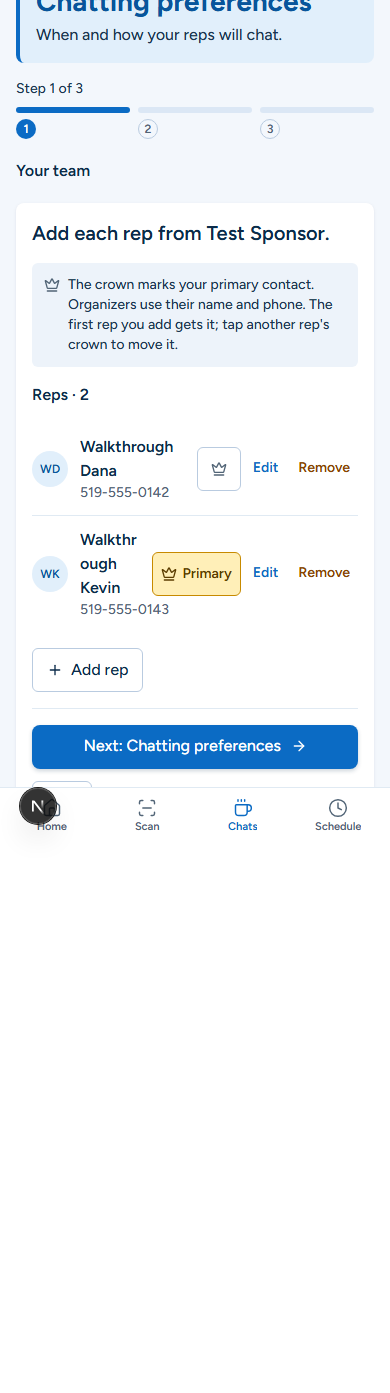 Chatting preferences
When and how your reps will chat.
Step 1 of 3
1
2
3
Your team
Add each rep from Test Sponsor.
The crown marks your primary contact.
Organizers use their name and phone. The
first rep you add gets it; tap another rep's
crown to move it.
Reps · 2
WD
Walkthrough
Dana
519-555-0142
Edit
Remove
WK
Walkthr
ough
Kevin
519-555-0143
Primary
Edit
Remove
Add rep
Next: Chatting preferences
N
Home
Scan
Chats
Schedule